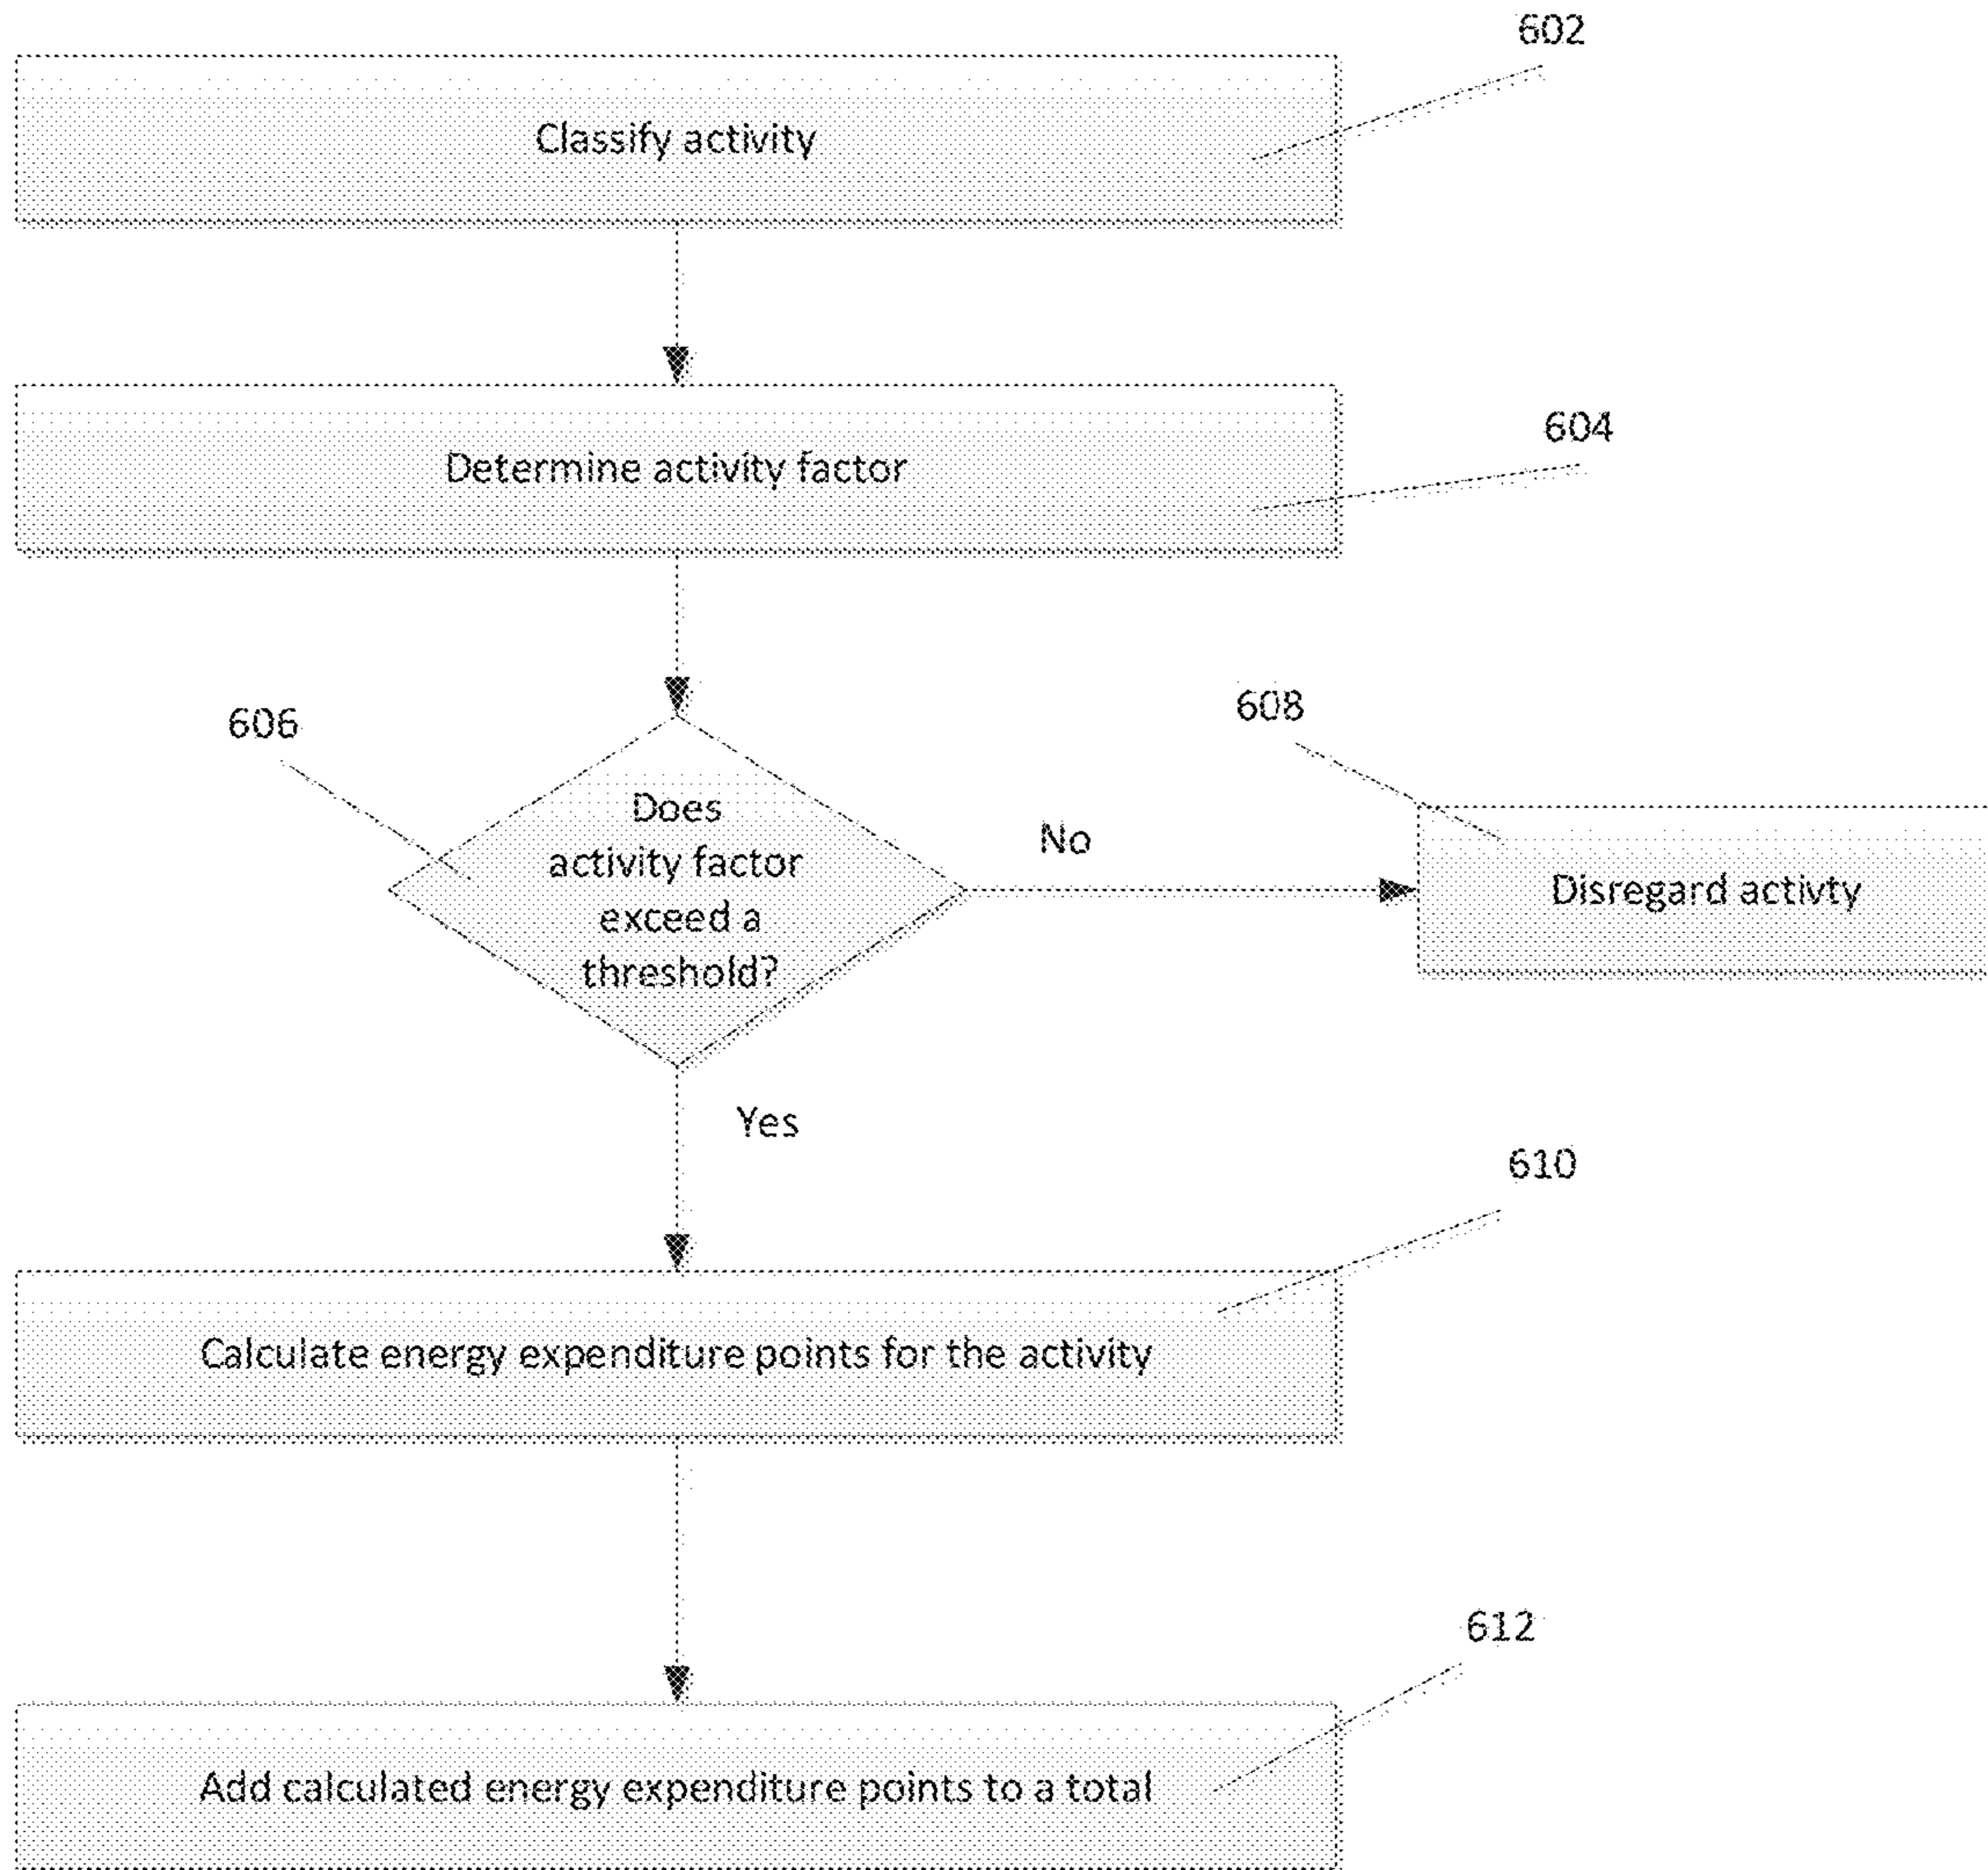 602
Classify activity
604
Determine activity factor
606
608
Does
activity factor
exceed a
threshold?
No
Disregard activty
Yes
610
Calculate energy expenditure points for the activity
612
Add calculated energy expenditure points to a total